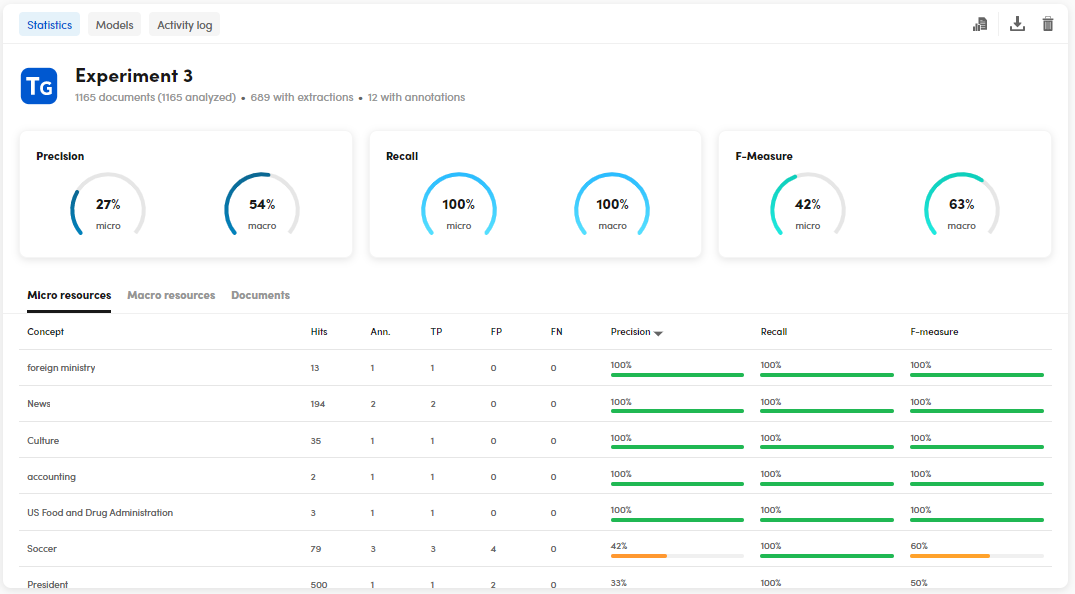 Statistics Models Activity log
TG
Experiment 3
1165 documents (1165 analyzed) • 689 with extractions • 12 with annotations
Precision Recall F-Measure
27% 54% 100% 100% 42% 63%
micro macro micro macro micro macro
Micro resources Macro resources Documents
Concept Hits Ann. TP FP FN Precision Recall F-measure
foreign ministry 13 1 1 0 0 100% 100% 100%
News 194 2 2 0 0 100% 100% 100%
Culture 35 1 1 0 0 100% 100% 100%
accounting 2 1 1 0 0 100% 100% 100%
US Food and Drug Administration 3 1 1 0 0 100% 100% 100%
Soccer 79 3 3 4 0 42% 100% 60%
President 500 1 1 2 0 33% 100% 50%